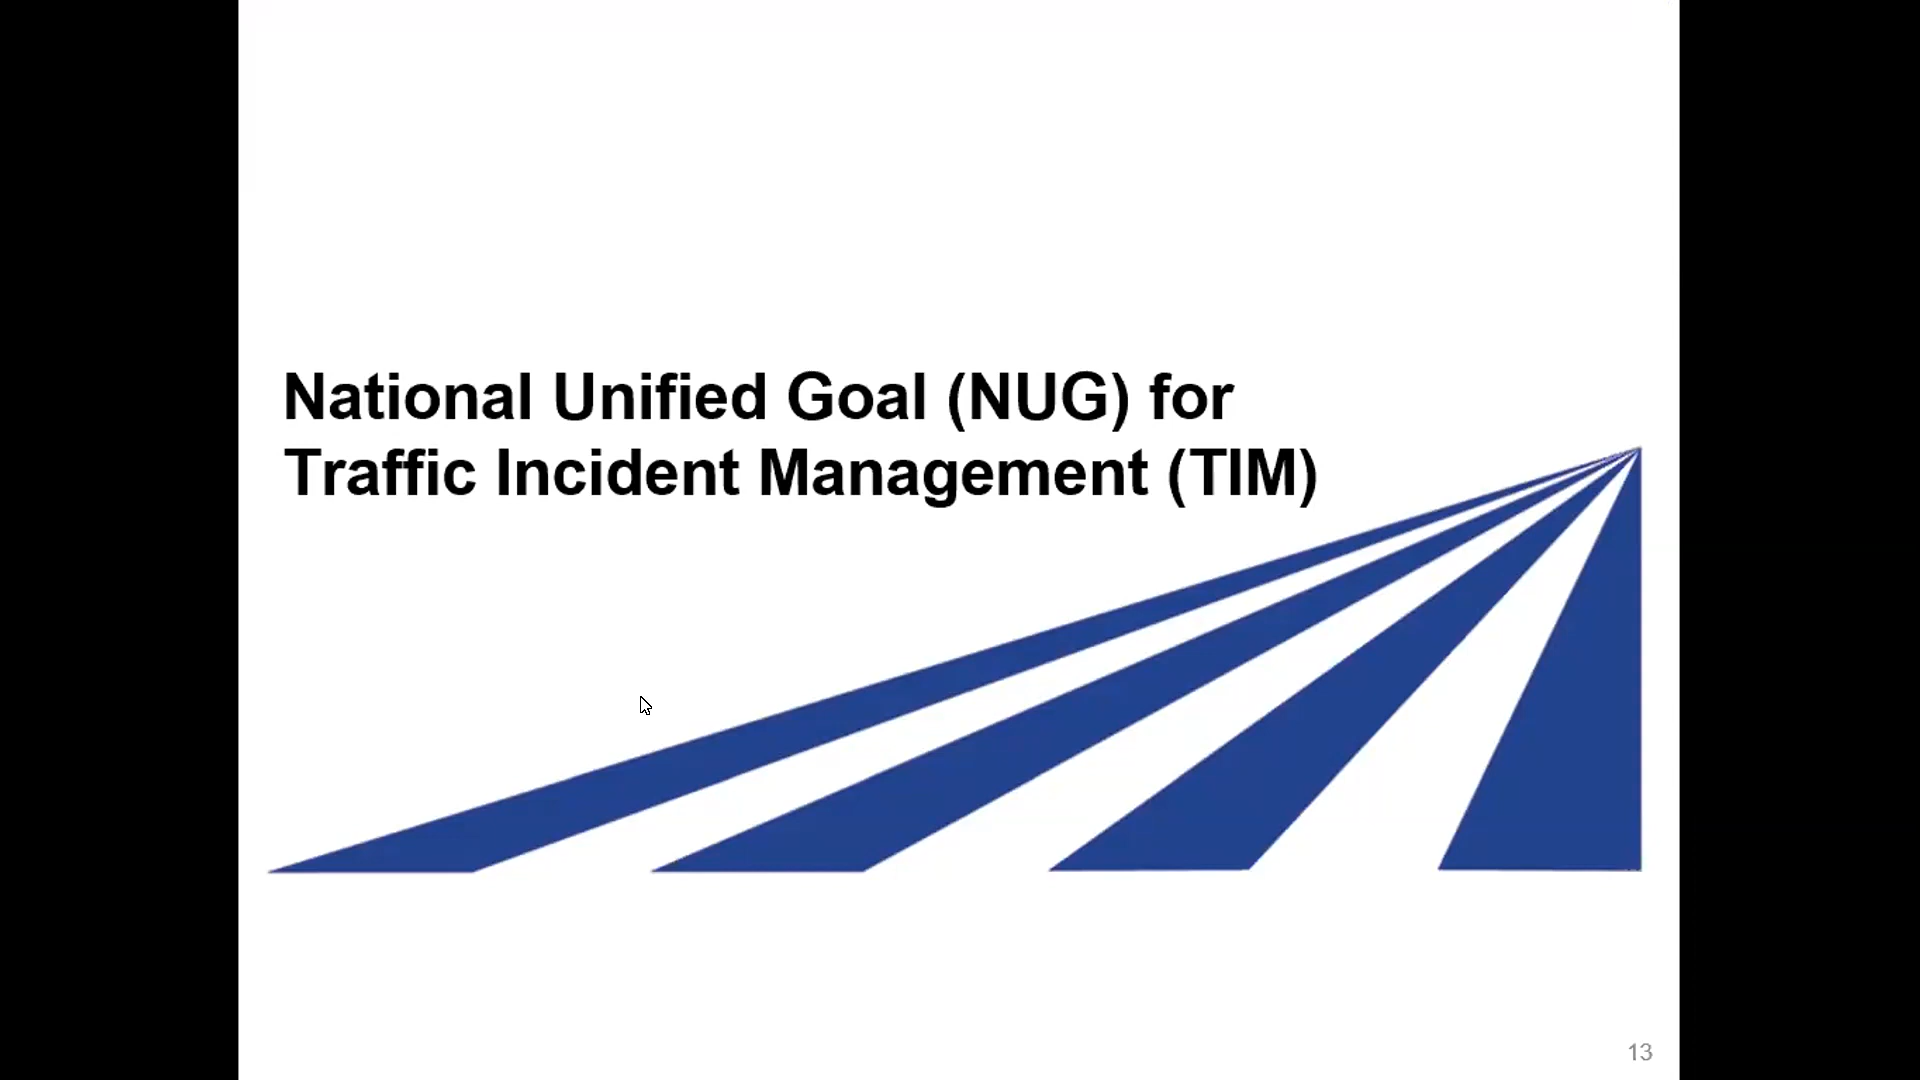 National Unified Goal (NUG) for
Traffic Incident Management (TIM)
13